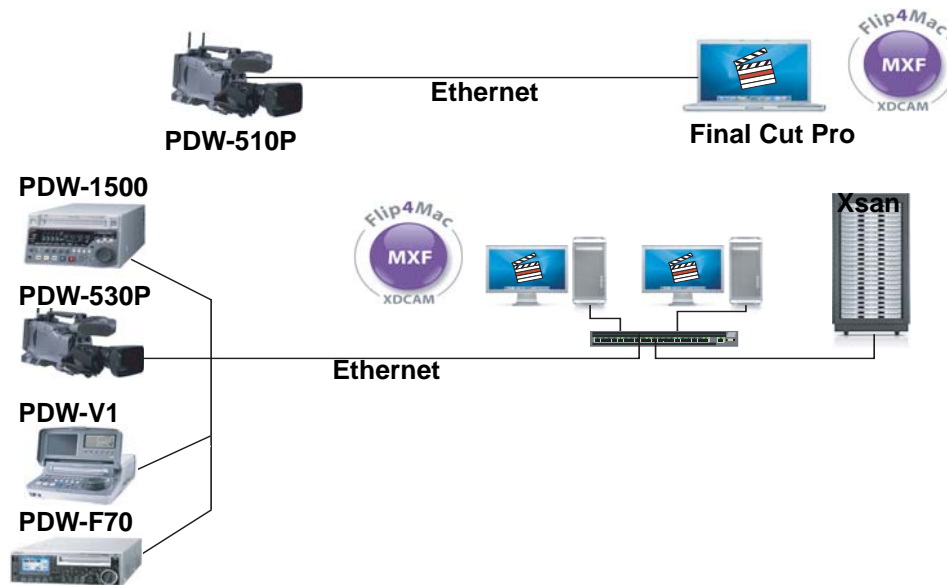 Flip4Mac
MXF
XDCAM
Ethernet
PDW-510P
Final Cut Pro
PDW-1500
Xsan
Flip4Mac
MXF
XDCAM
PDW-530P
Ethernet
PDW-V1
PDW-F70